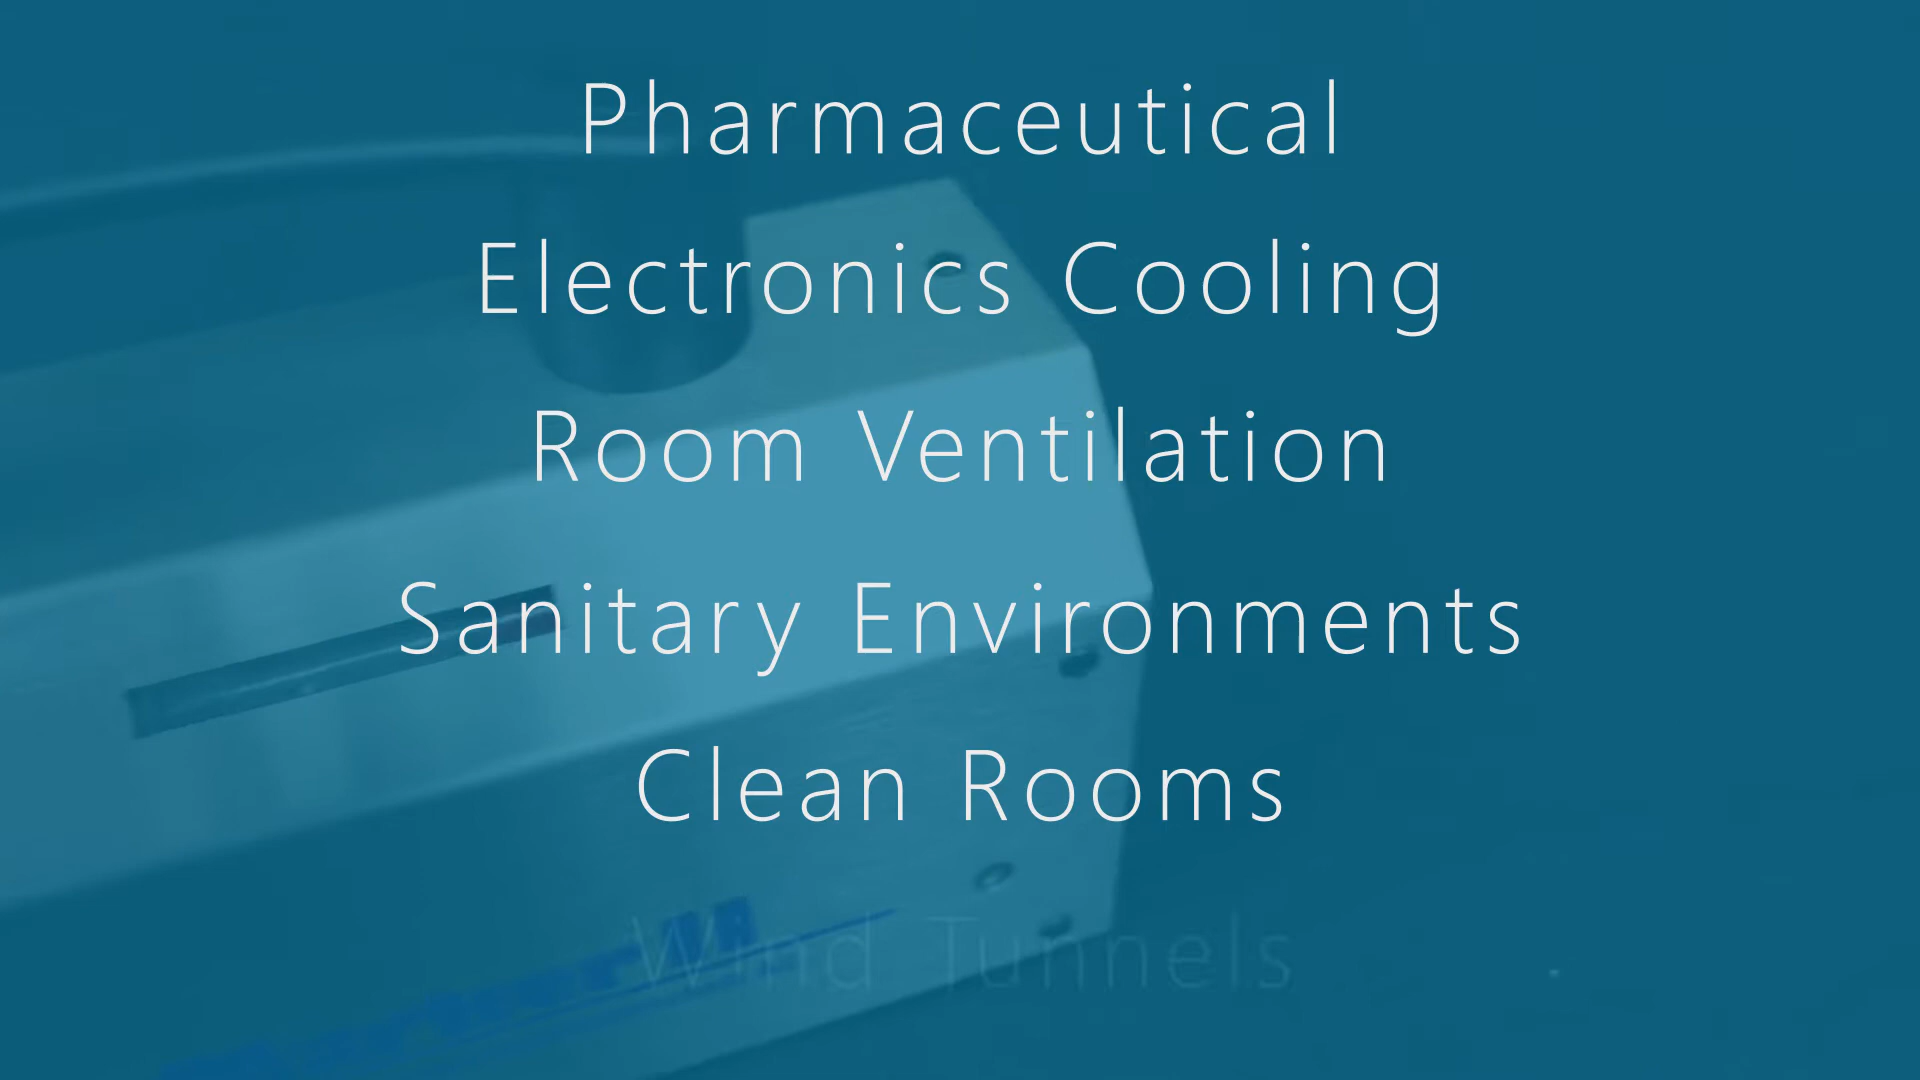 Pharmaceutical
Electronics Cooling
Room Ventilation
Sanitary Environments
Clean Rooms
Wind Tunnels